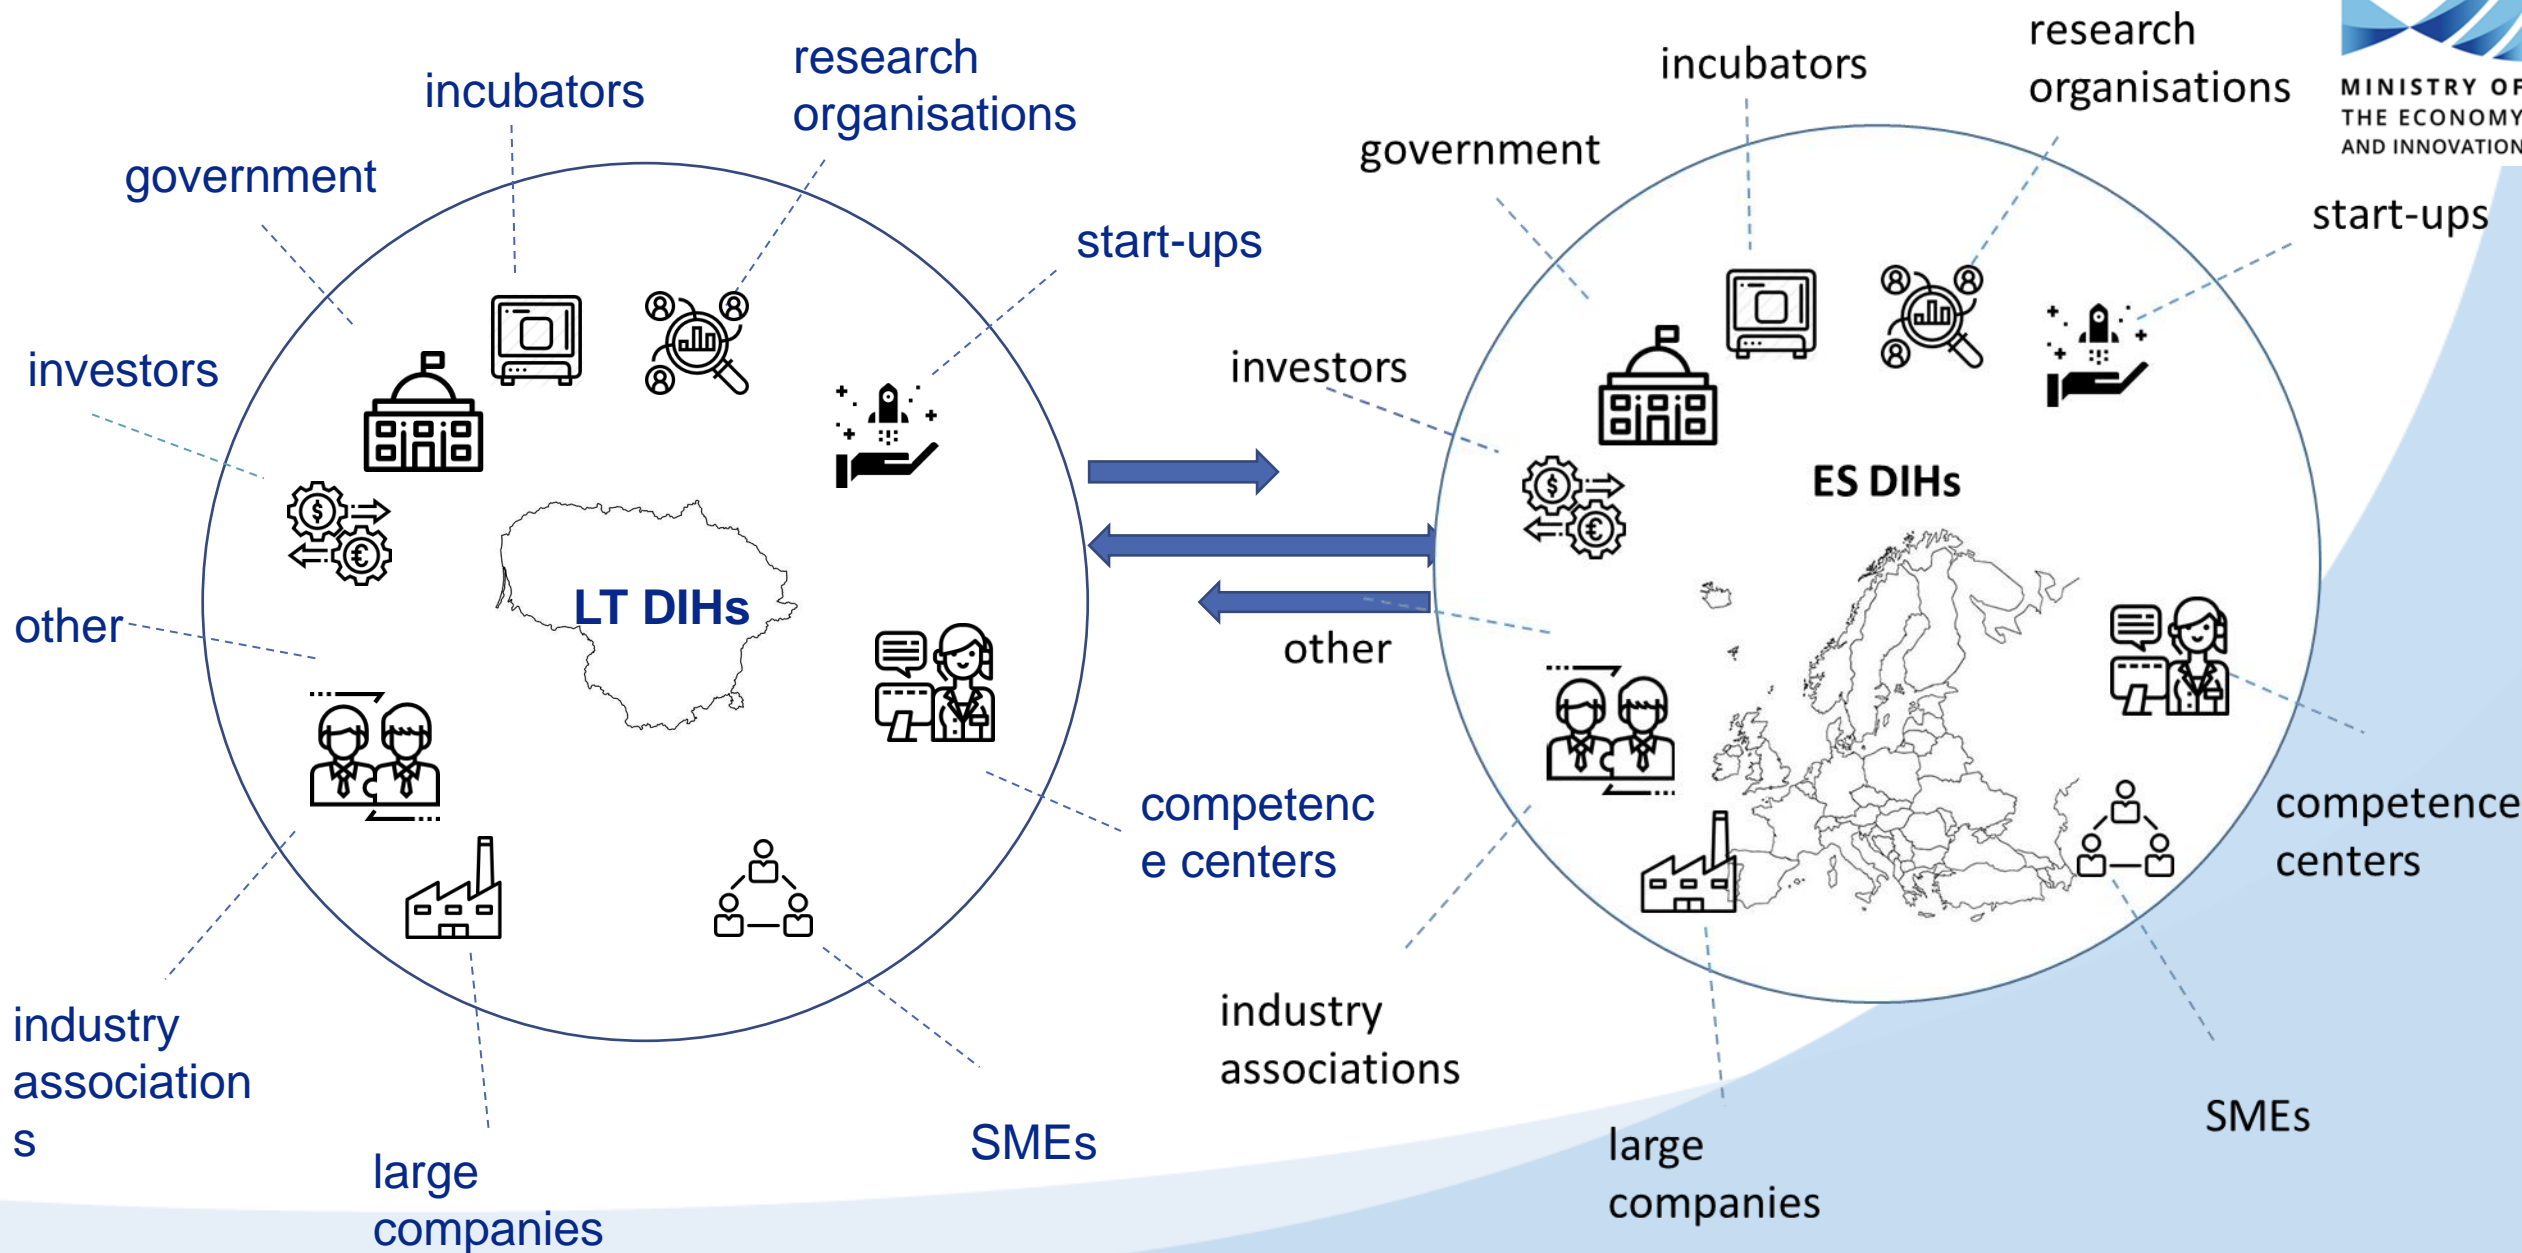 incubators
research
organisations
government
start-ups
investors
LT DIHs
other
competenc
e centers
industry
association
s
SMEs
large
companies
incubators
research
organisations
MINISTRY OF
THE ECONOMY
AND INNOVATION
government
start-ups
investors
ES DIHs
other
competence
centers
industry
associations
SMEs
large
companies